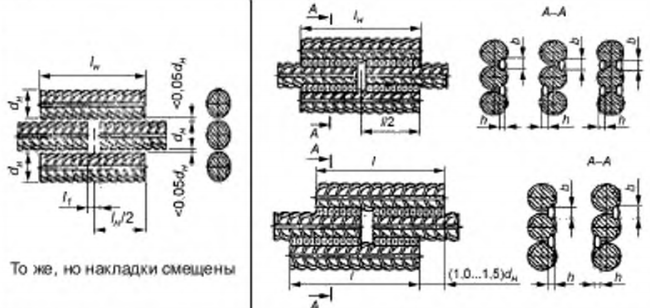 lн
dн
<0,05dн
dн
dн
<0.05dн
l1
lн/2
То же, но накладки смещены
A
lн
A
l/2
A–A
b
b
b
h
h
h
A
l
l
(1.0...1.5)dн
A
A–A
b
b
h
h